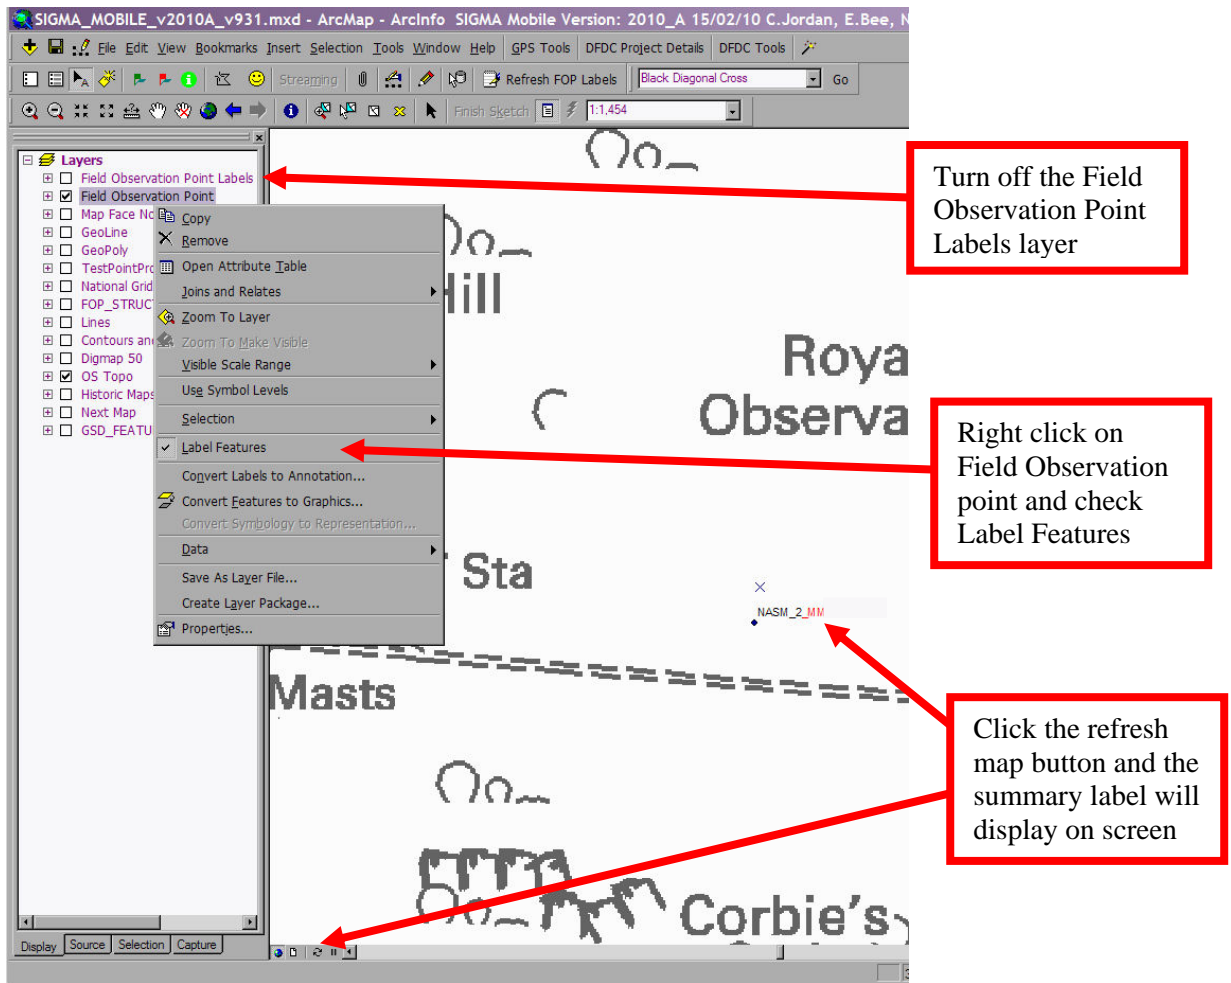 SIGMA_MOBILE_v2010A_v931.mxd - ArcMap - ArcInfo SIGMA Mobile Version: 2010_A 15/02/10 C.Jordan, E.Bee, N
File Edit View Bookmarks Insert Selection Tools Window Help GPS Tools DFDC Project Details DFDC Tools
Streaming Refresh FOP Labels Black Diagonal Cross Go
Finish Sketch 1:1,454
Layers
Field Observation Point Labels
Field Observation Point
Map Face No
GeoLine
GeoPoly
TestPointPro
National Grid
FOP_STRUCT
Lines
Contours and
Digmap 50
OS Topo
Historic Maps
Next Map
GSD_FEATU
Copy
Remove
Open Attribute Table
Joins and Relates
Zoom To Layer
Zoom To Make Visible
Visible Scale Range
Use Symbol Levels
Selection
Label Features
Convert Labels to Annotation...
Convert Features to Graphics...
Convert Symbology to Representation...
Data
Save As Layer File...
Create Layer Package...
Properties...
Hill
Roya
Observa
Sta
NASM_2_MM
Masts
Corbie's
Turn off the Field
Observation Point
Labels layer
Right click on
Field Observation
point and check
Label Features
Click the refresh
map button and the
summary label will
display on screen
Display Source Selection Capture